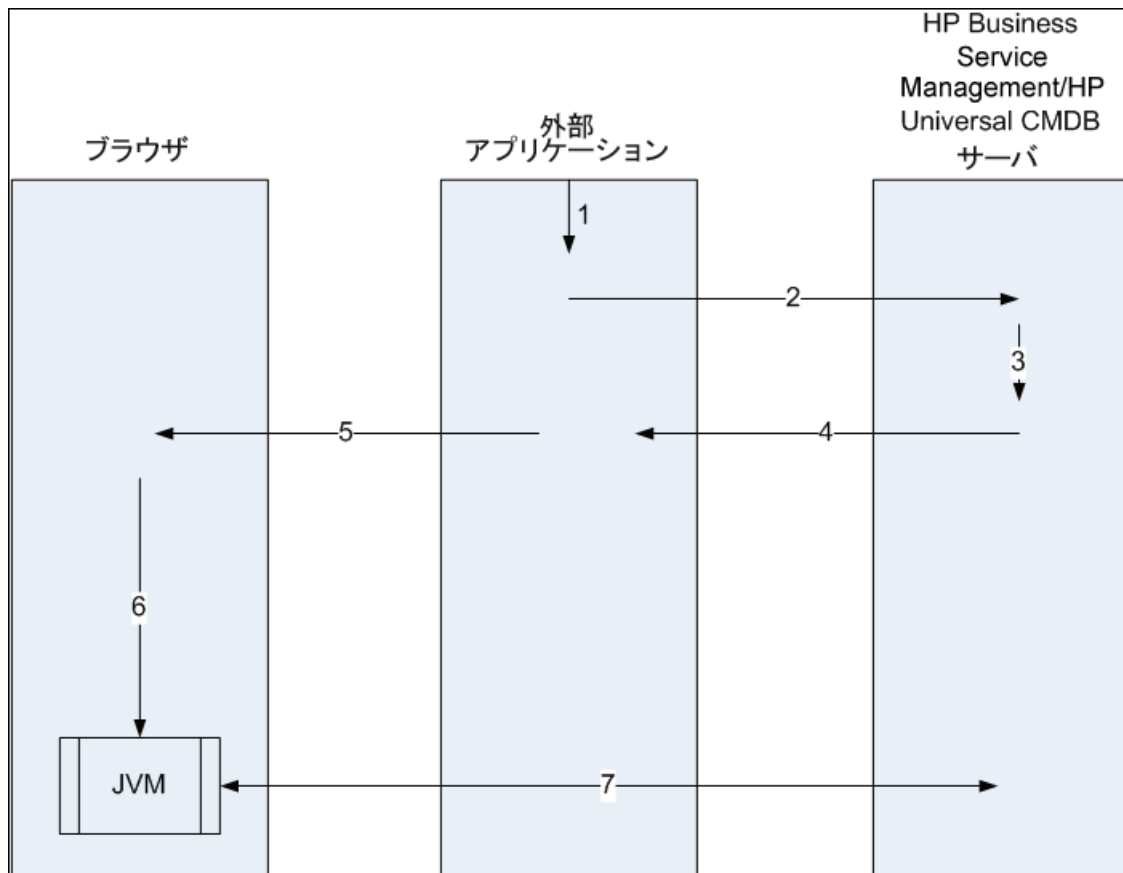 ブラウザ
外部
アプリケーション
HP Business
Service
Management/HP
Universal CMDB
サーバ
1
2
3
5
4
6
JVM
7